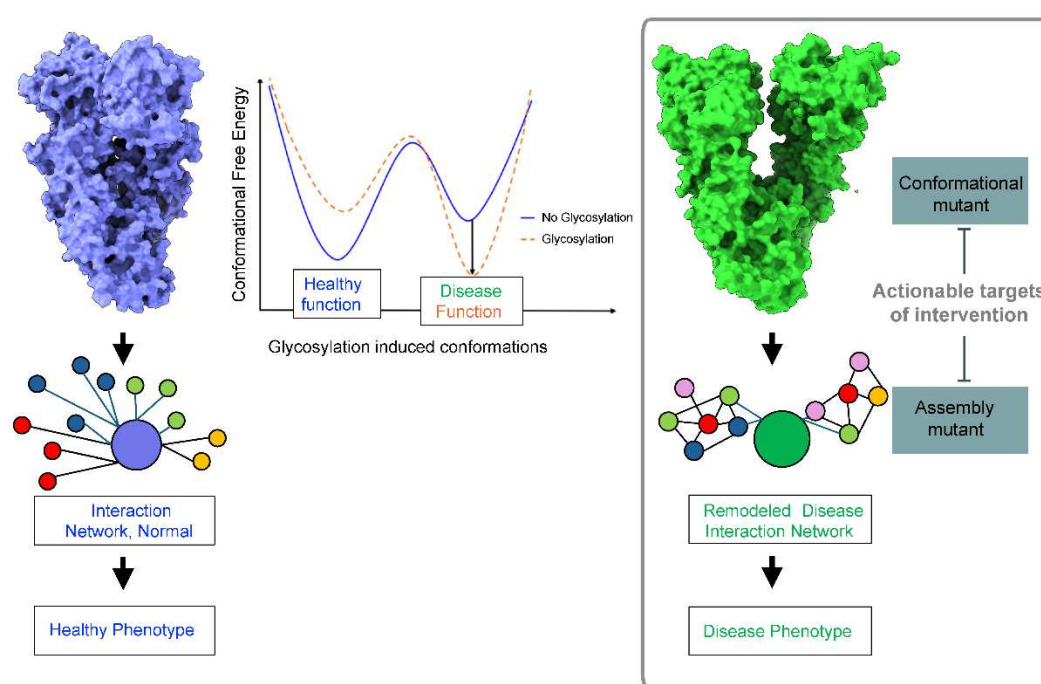 Conformational Free Energy
No Glycosylation
Glycosylation
Healthy
function
Disease
Function
Glycosylation induced conformations
Interaction
Network, Normal
Healthy Phenotype
Conformational
mutant
Actionable targets
of intervention
Assembly
mutant
Remodeled Disease
Interaction Network
Disease Phenotype